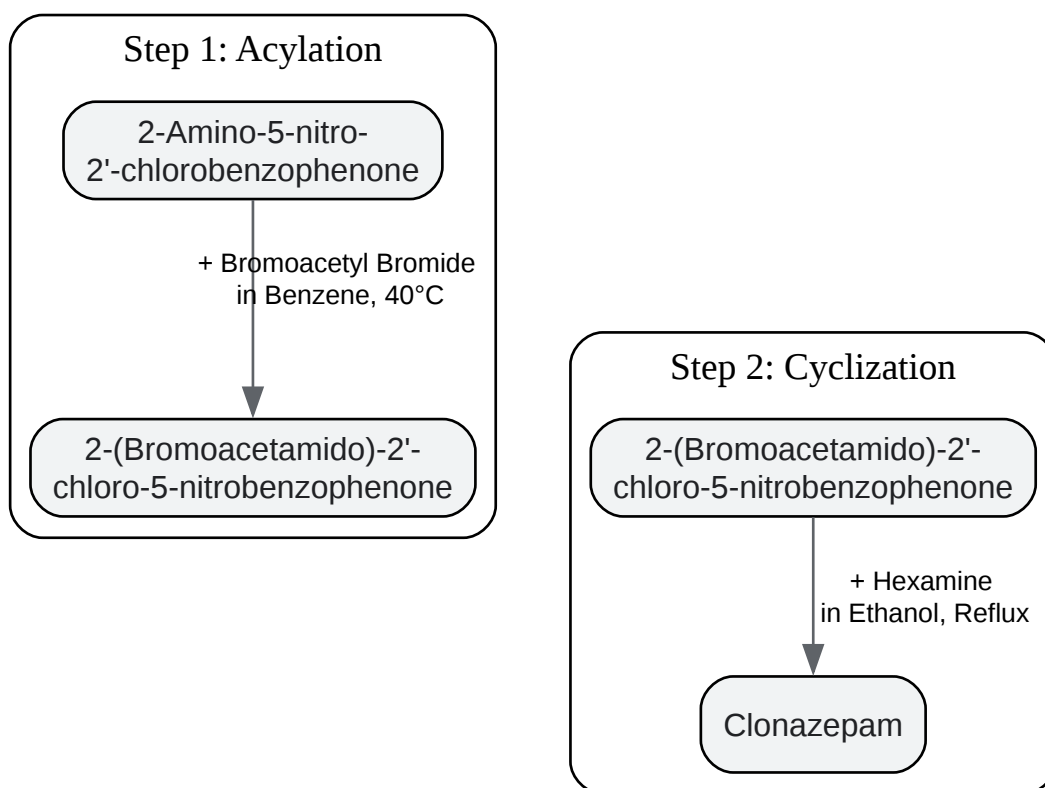 Step 1: Acylation
2-Amino-5-nitro-
2'-chlorobenzophenone
+ Bromoacetyl Bromide
in Benzene, 40°C
2-(Bromoacetamido)-2'-
chloro-5-nitrobenzophenone
Step 2: Cyclization
2-(Bromoacetamido)-2'-
chloro-5-nitrobenzophenone
+ Hexamine
in Ethanol, Reflux
Clonazepam